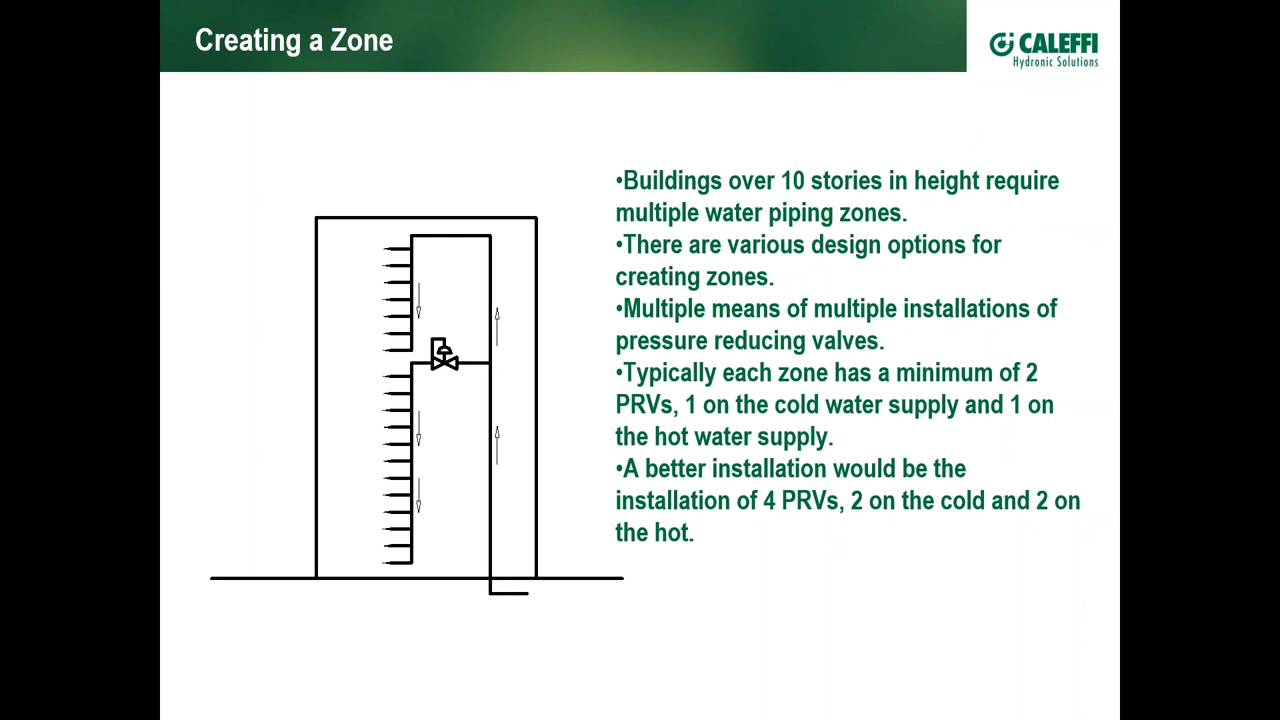 Creating a Zone
CALEFFI
Hydronic Solutions
•Buildings over 10 stories in height require
multiple water piping zones.
•There are various design options for
creating zones.
•Multiple means of multiple installations of
pressure reducing valves.
•Typically each zone has a minimum of 2
PRVs, 1 on the cold water supply and 1 on
the hot water supply.
•A better installation would be the
installation of 4 PRVs, 2 on the cold and 2 on
the hot.